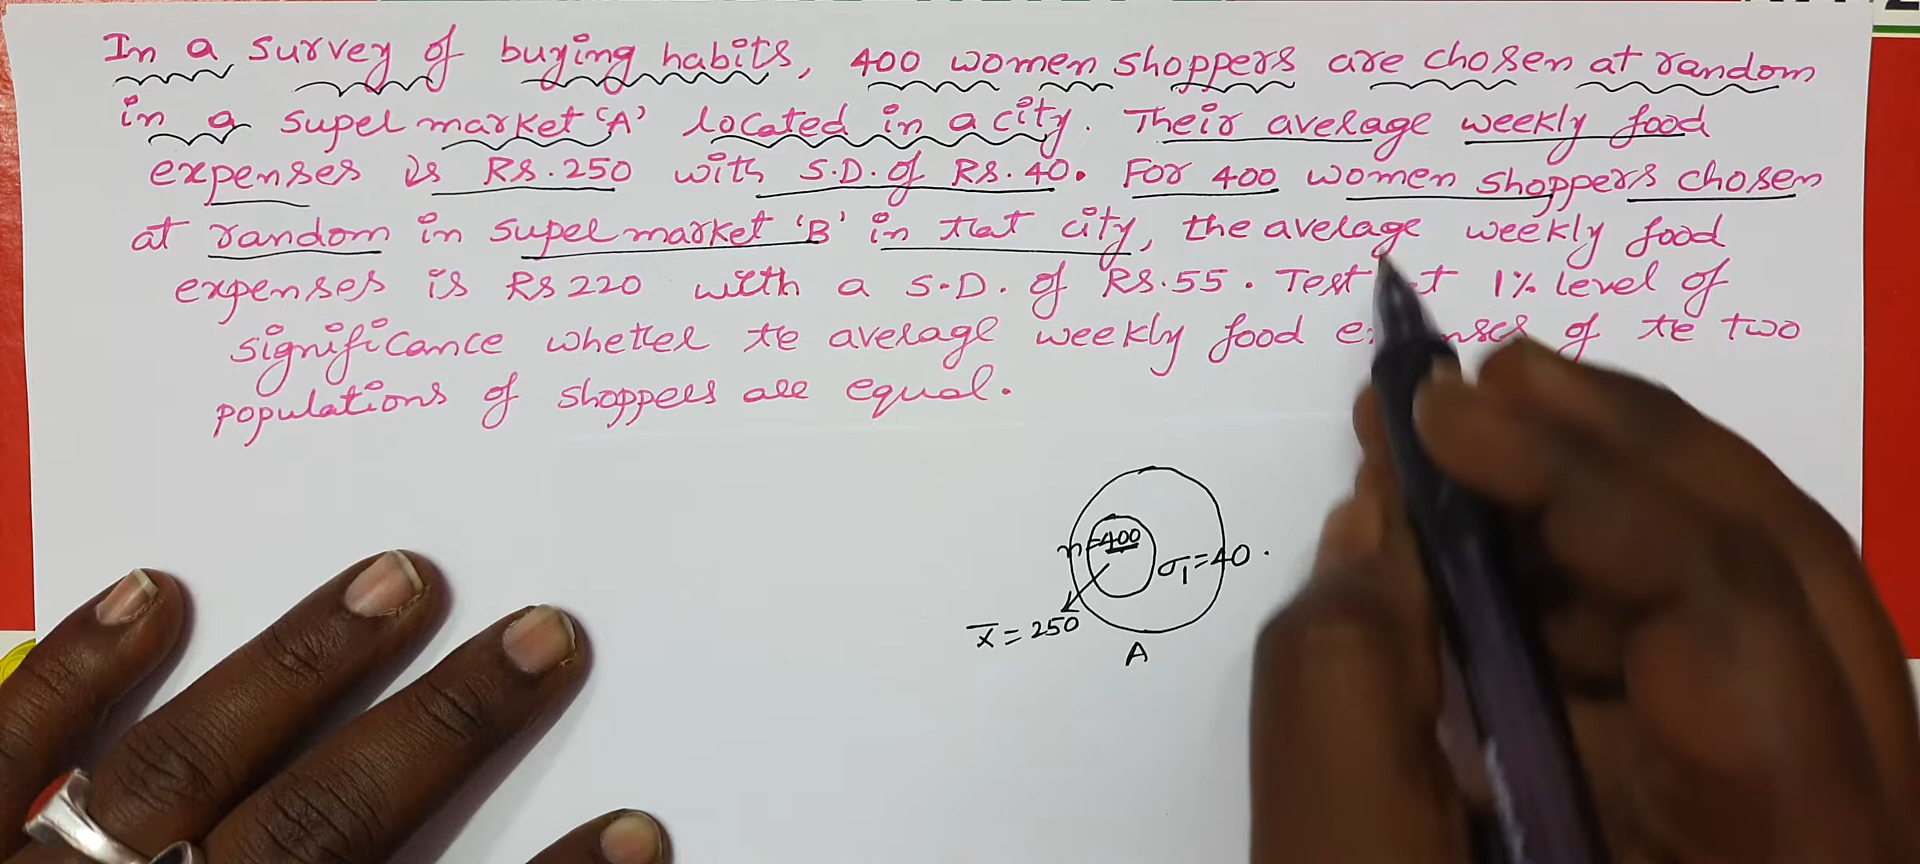 In a survey of buying habits, 400 women shoppers are chosen at random
in a supel market 'A' located in a city. Their average weekly food
expenses is RS.250 with S.D. of RS.40. For 400 women shoppers chosen
at random in supelmarket 'B' in that city, the average weekly food
expenses is RS 220 with a S.D. of RS.55. Test 1% level of
significance whether the average weekly food of the two
populations of shoppers are equal.
n=400
σ1=40.
x̄=250
A